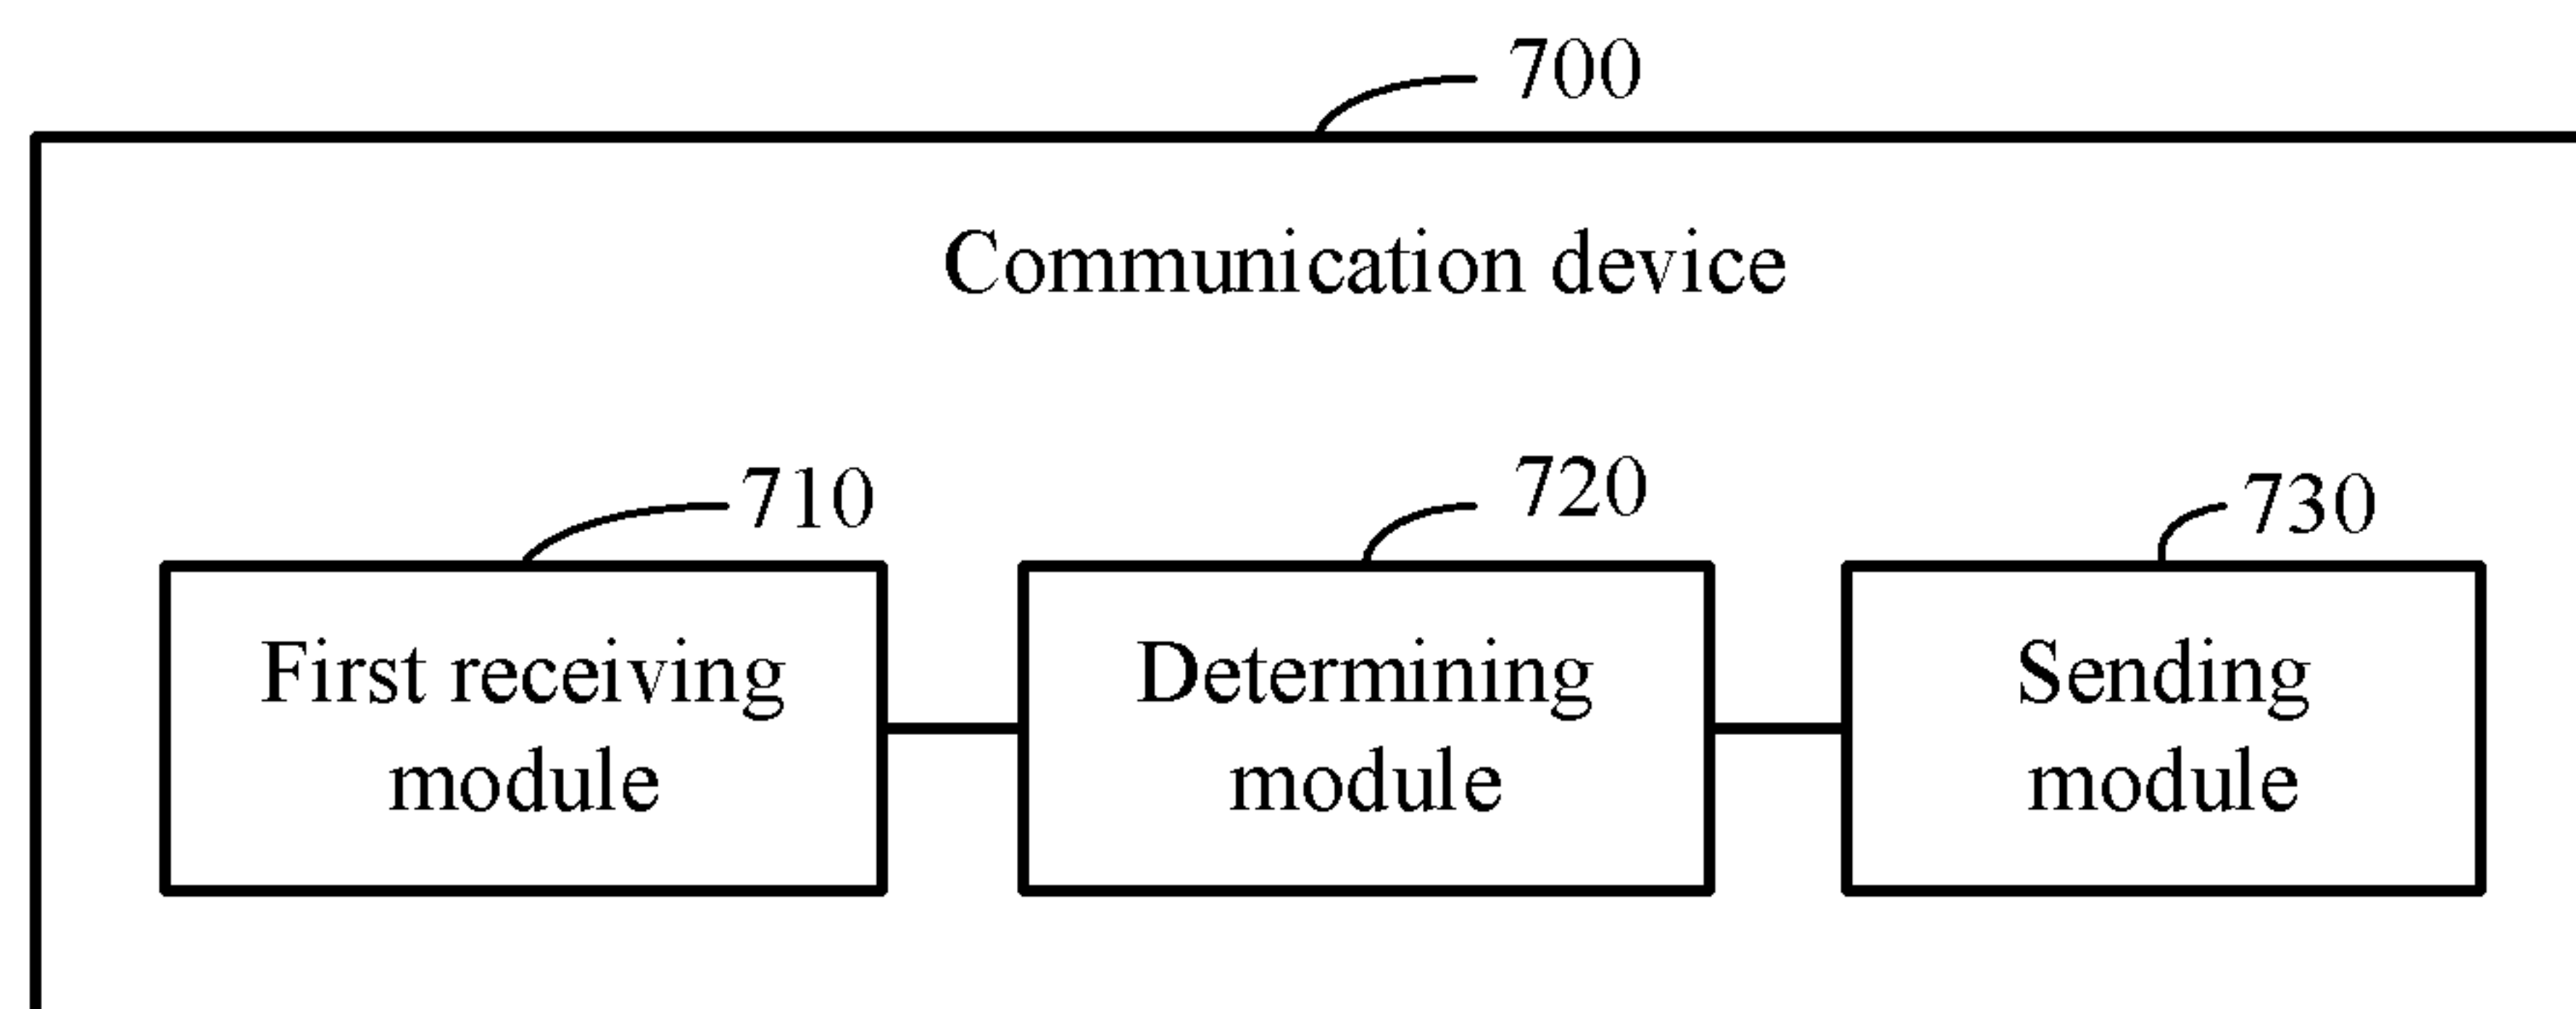 700
Communication device
710
720
730
First receiving
module
Determining
module
Sending
module